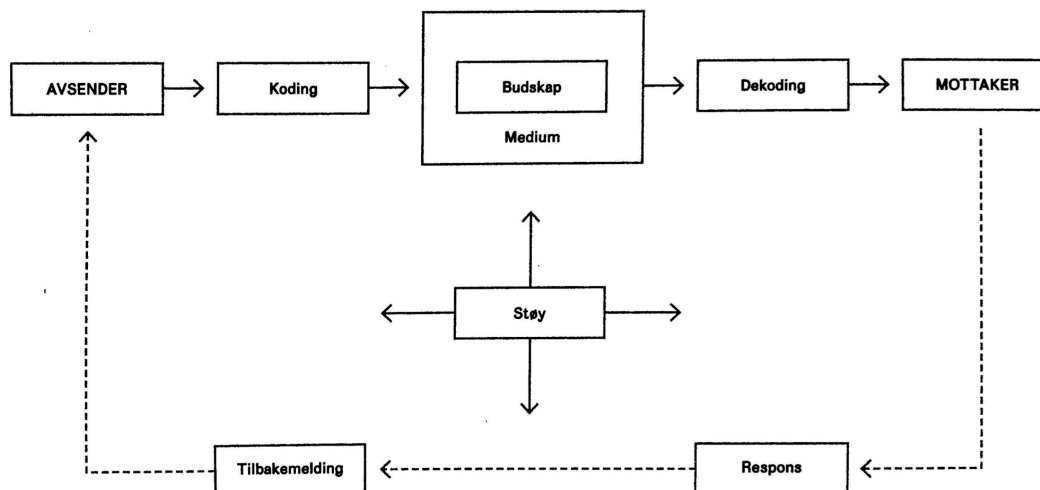 AVSENDER
Koding
Budskap
Medium
Dekoding
MOTTAKER
Støy
Tilbakemelding
Respons